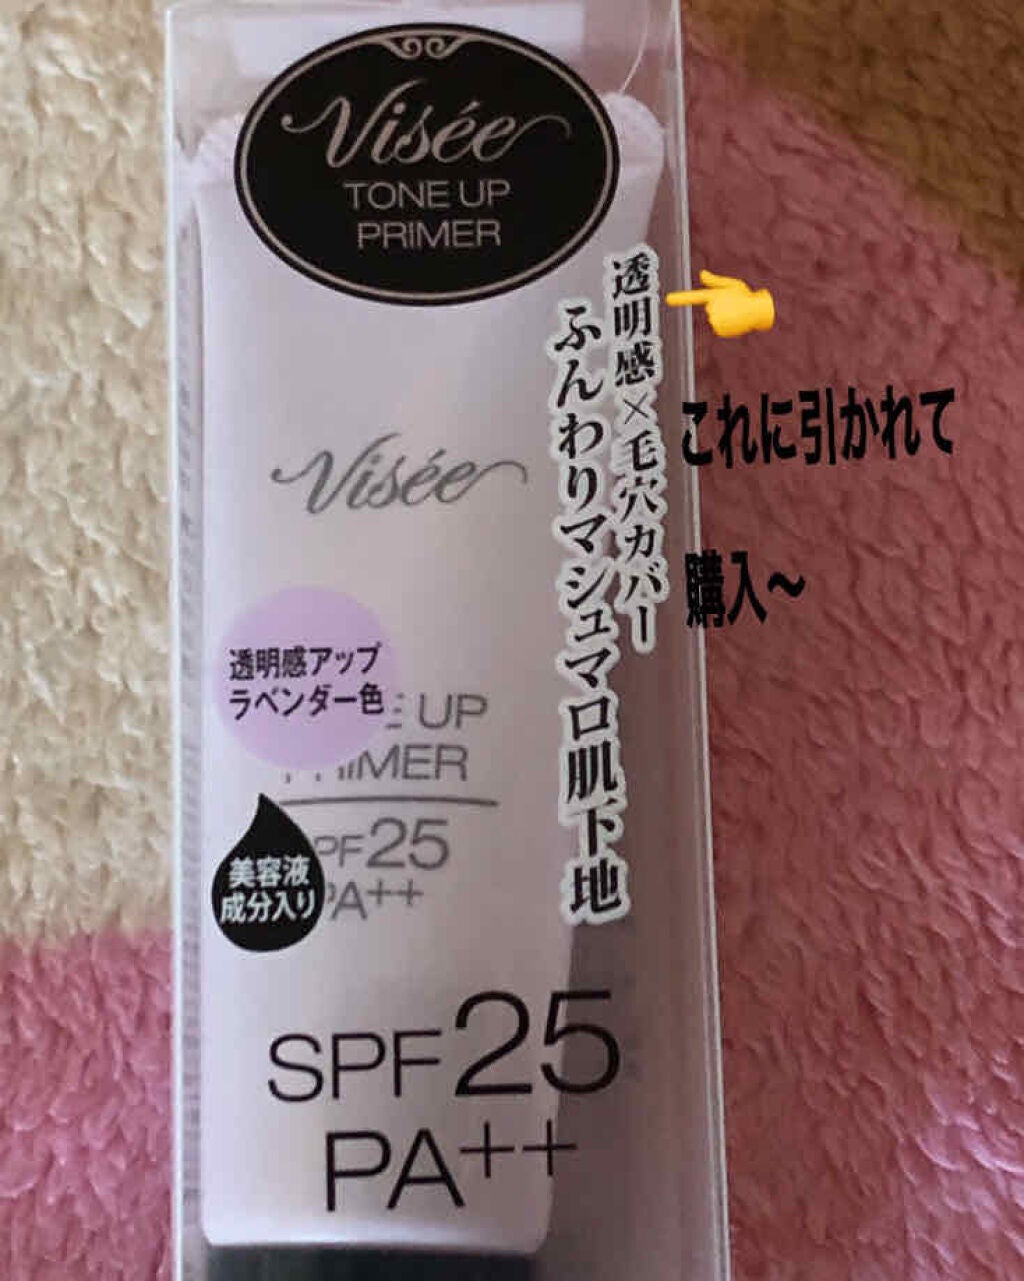 Visée
TONE UP
PRIMER
透明感×毛穴カバー
ふんわりマシュマロ肌下地
これに引かれて
購入〜
Visée
透明感アップ
ラベンダー色
E UP
PRIMER
SPF25
PA++
美容液
成分入り
SPF25
PA++